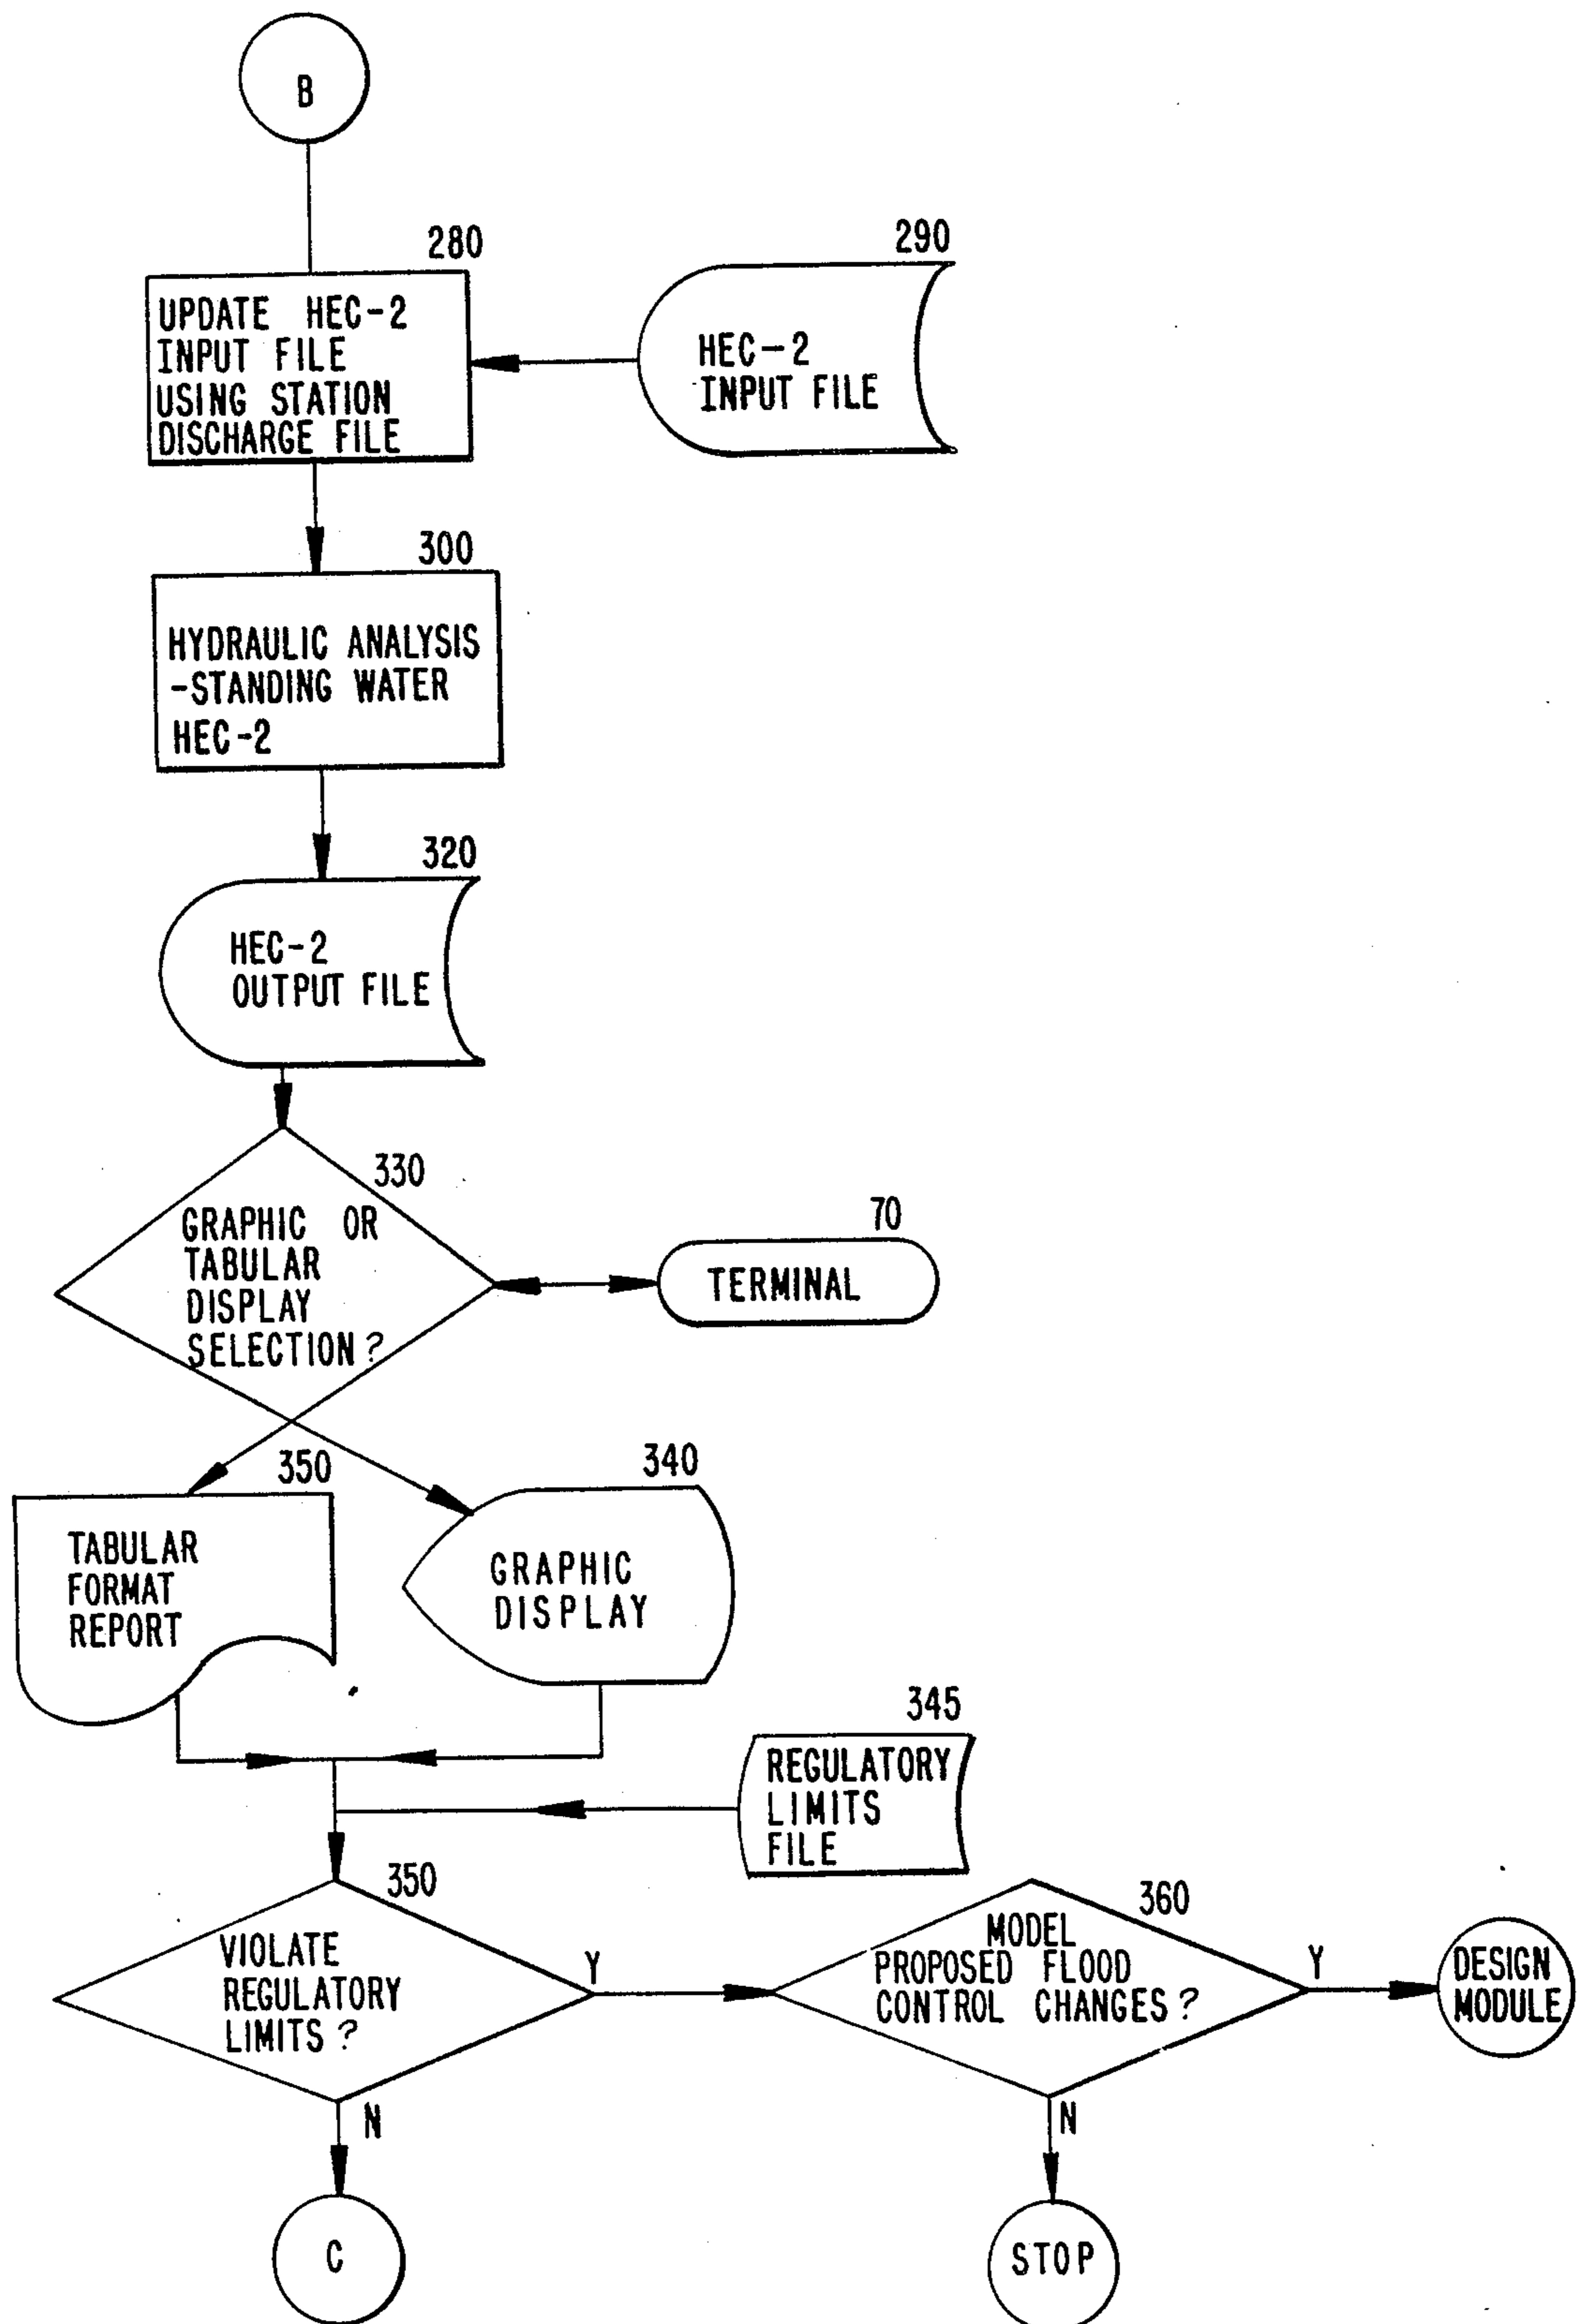 B
280
UPDATE HEC-2
INPUT FILE
USING STATION
DISCHARGE FILE
290
HEC-2
INPUT FILE
300
HYDRAULIC ANALYSIS
-STANDING WATER
HEC-2
320
HEC-2
OUTPUT FILE
330
GRAPHIC OR
TABULAR
DISPLAY
SELECTION?
70
TERMINAL
350
TABULAR
FORMAT
REPORT
340
GRAPHIC
DISPLAY
345
REGULATORY
LIMITS
FILE
350
VIOLATE
REGULATORY
LIMITS?
Y
N
360
MODEL
PROPOSED FLOOD
CONTROL CHANGES?
Y
N
DESIGN
MODULE
C
STOP